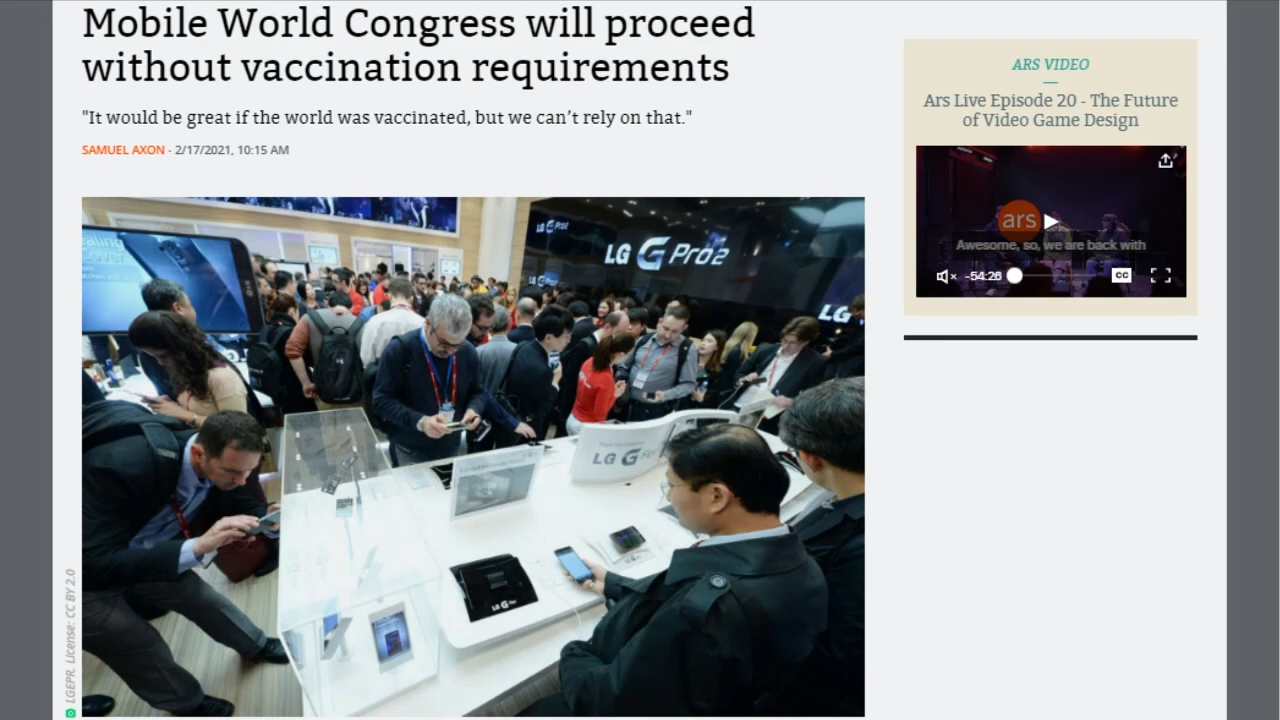 Mobile World Congress will proceed
without vaccination requirements
"It would be great if the world was vaccinated, but we can’t rely on that."
SAMUEL AXON - 2/17/2021, 10:15 AM
LG G Pro2
LG G
LG
LG G
LG G Pro
LGEPR. License: CC BY 2.0
ARS VIDEO
Ars Live Episode 20 - The Future
of Video Game Design
ars
Awesome, so, we are back with
-54:26
CC